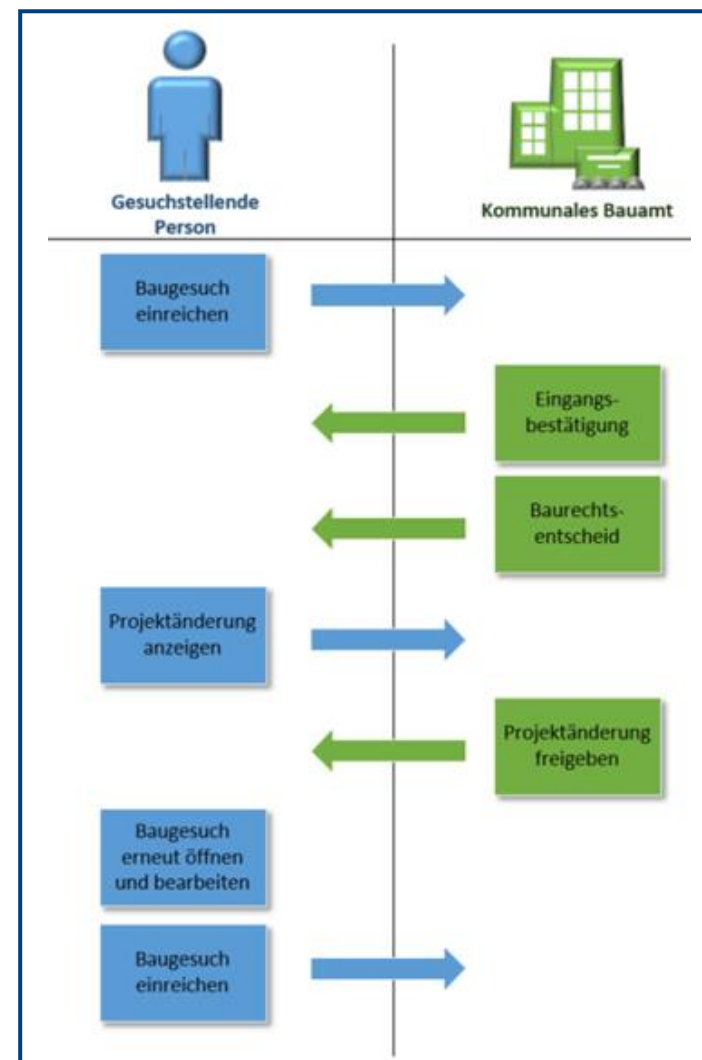 Gesuchstellende
Person
Kommunales Bauamt
Baugesuch
einreichen
Eingangs-
bestätigung
Baurechts-
entscheid
Projektänderung
anzeigen
Projektänderung
freigeben
Baugesuch
erneut öffnen
und bearbeiten
Baugesuch
einreichen